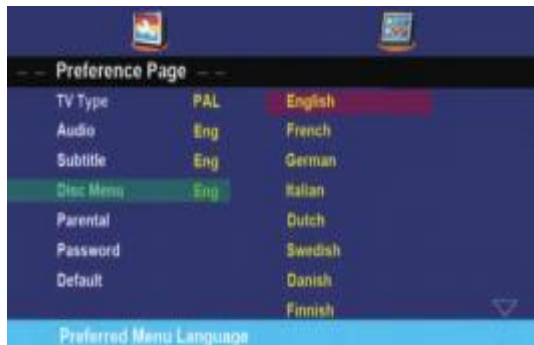 -- Preference Page --
TV Type PAL English
Audio Eng French
Subtitle Eng German
Disc Menu Eng Italian
Parental Dutch
Password Swedish
Default Danish
Finnish
Preferred Menu Language